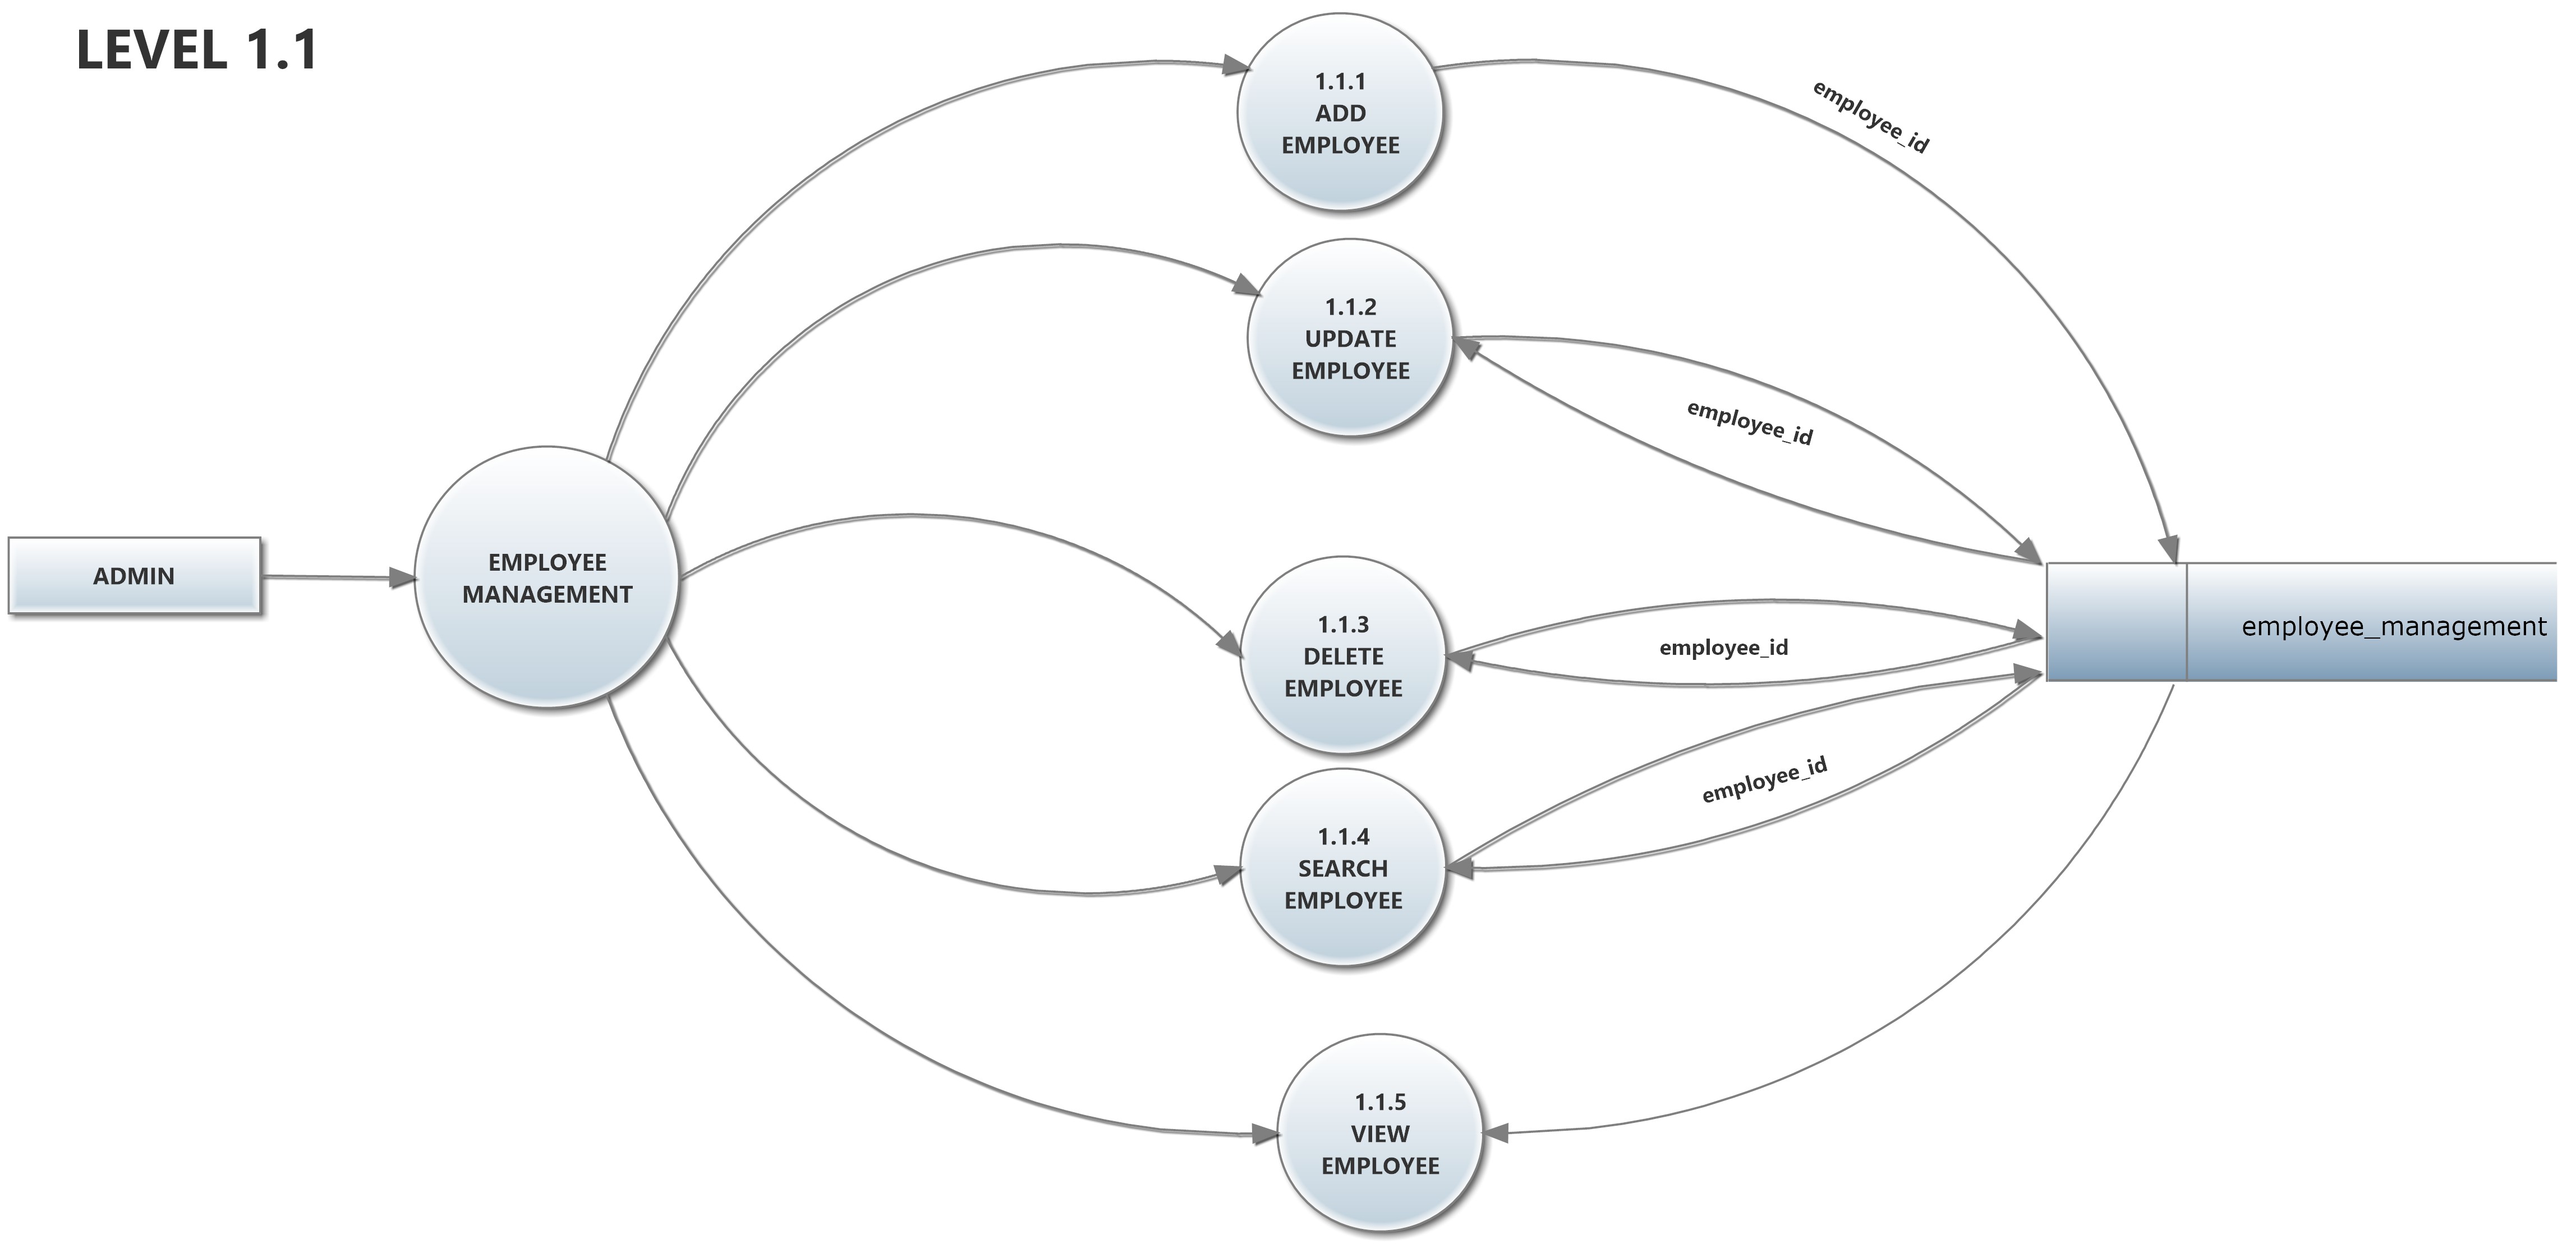 LEVEL 1.1
1.1.1
ADD
EMPLOYEE
employee_id
1.1.2
UPDATE
EMPLOYEE
employee_id
ADMIN
EMPLOYEE
MANAGEMENT
1.1.3
DELETE
EMPLOYEE
employee_id
employee_management
1.1.4
SEARCH
EMPLOYEE
employee_id
1.1.5
VIEW
EMPLOYEE